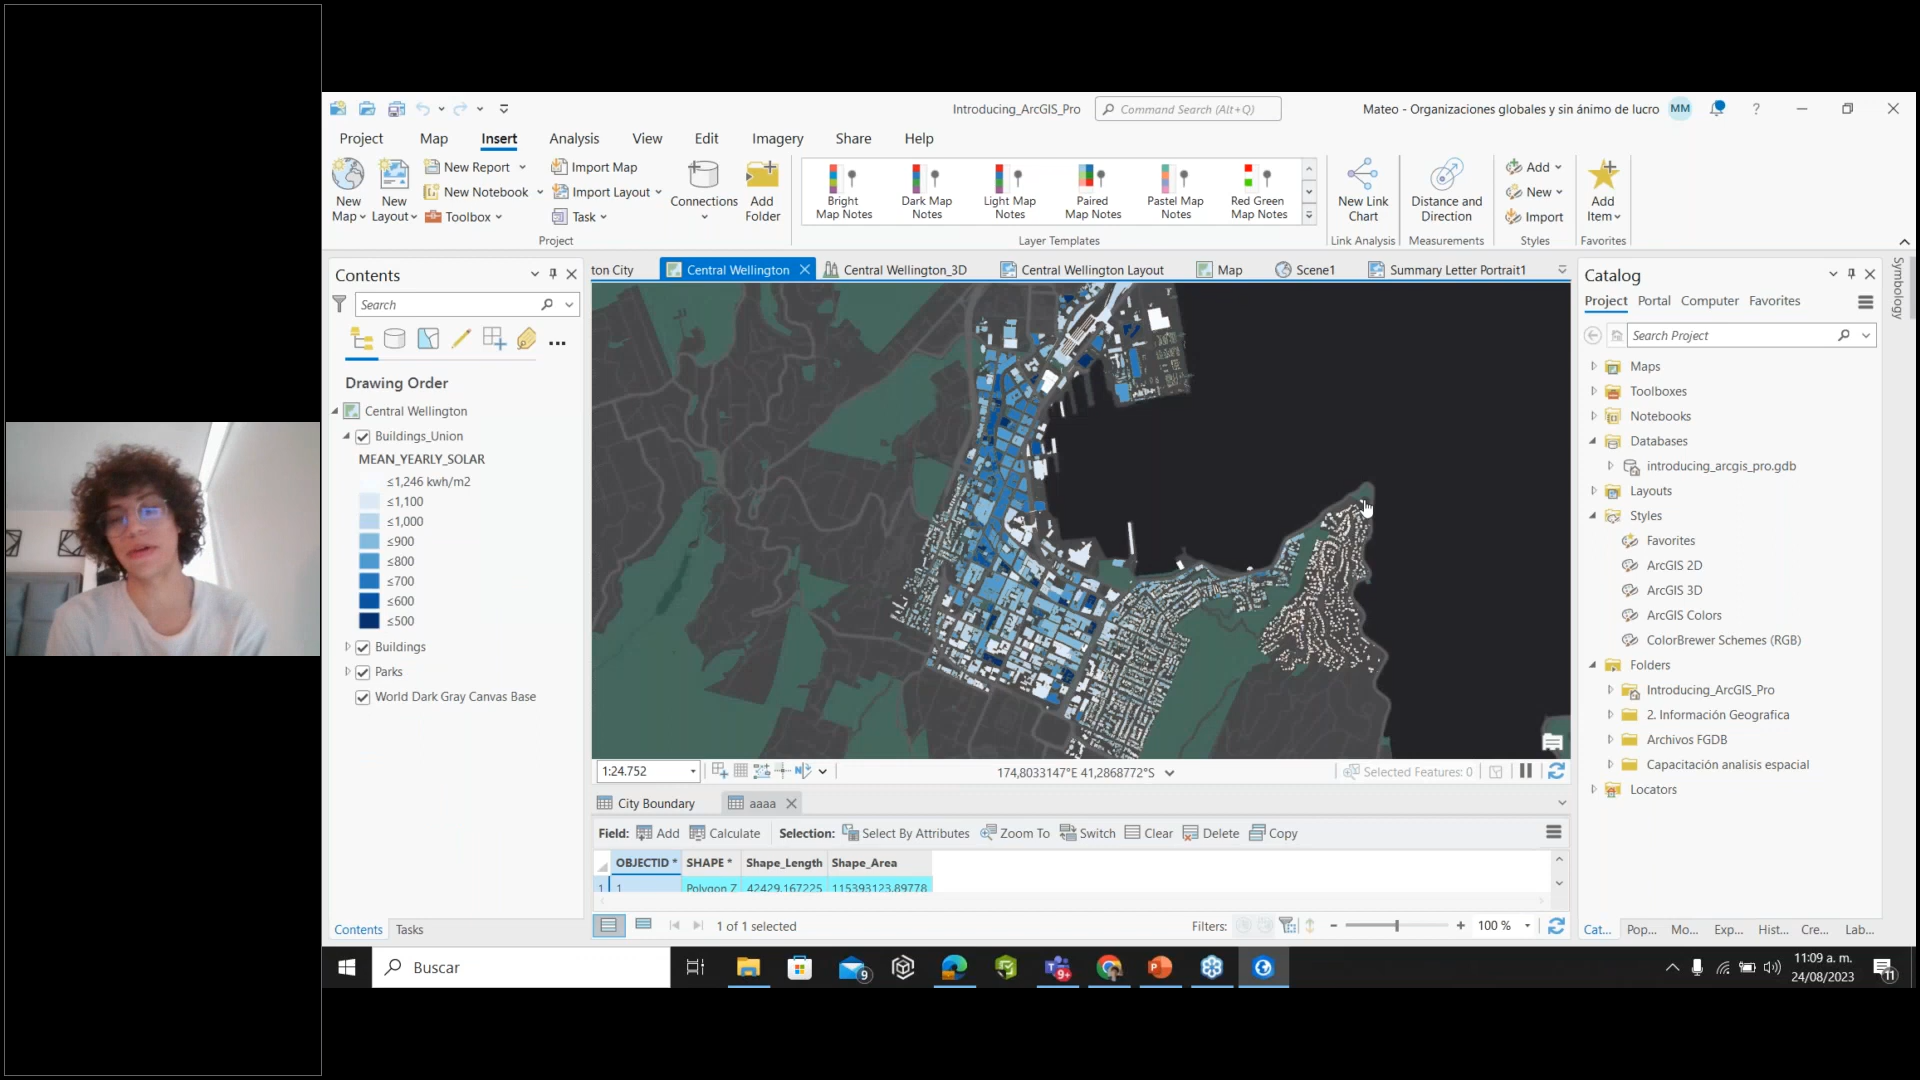 Introducing_ArcGIS_Pro
Command Search (Alt+Q)
Mateo - Organizaciones globales y sin ánimo de lucro
MM
?
Project
Map
Insert
Analysis
View
Edit
Imagery
Share
Help
New Map
New Layout
New Report
New Notebook
Toolbox
Import Map
Import Layout
Task
Connections
Add Folder
Project
Bright Map Notes
Dark Map Notes
Light Map Notes
Paired Map Notes
Pastel Map Notes
Red Green Map Notes
Layer Templates
New Link Chart
Link Analysis
Distance and Direction
Measurements
Add
New
Import
Styles
Add Item
Favorites
Contents
Search
Drawing Order
Central Wellington
Buildings_Union
MEAN_YEARLY_SOLAR
≤1,246 kwh/m2
≤1,100
≤1,000
≤900
≤800
≤700
≤600
≤500
Buildings
Parks
World Dark Gray Canvas Base
Contents
Tasks
ton City
Central Wellington
Central Wellington_3D
Central Wellington Layout
Map
Scene1
Summary Letter Portrait1
1:24.752
174,8033147°E 41,2868772°S
Selected Features: 0
City Boundary
aaaa
Field:
Add
Calculate
Selection:
Select By Attributes
Zoom To
Switch
Clear
Delete
Copy
OBJECTID *
SHAPE *
Shape_Length
Shape_Area
1
1
Polygon Z
42429,167225
115393123,89778
1 of 1 selected
Filters:
100 %
Catalog
Project
Portal
Computer
Favorites
Search Project
Maps
Toolboxes
Notebooks
Databases
introducing_arcgis_pro.gdb
Layouts
Styles
Favorites
ArcGIS 2D
ArcGIS 3D
ArcGIS Colors
ColorBrewer Schemes (RGB)
Folders
Introducing_ArcGIS_Pro
2. Información Geografica
Archivos FGDB
Capacitación analisis espacial
Locators
Cat...
Pop...
Mo...
Exp...
Hist...
Cre...
Lab...
Symbology
Buscar
9
9+
11:09 a. m.
24/08/2023
11